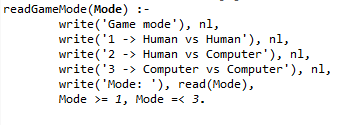 readGameMode(Mode) :-
write('Game mode'), nl,
write('1 -> Human vs Human'), nl,
write('2 -> Human vs Computer'), nl,
write('3 -> Computer vs Computer'), nl,
write('Mode: '), read(Mode),
Mode >= 1, Mode =< 3.